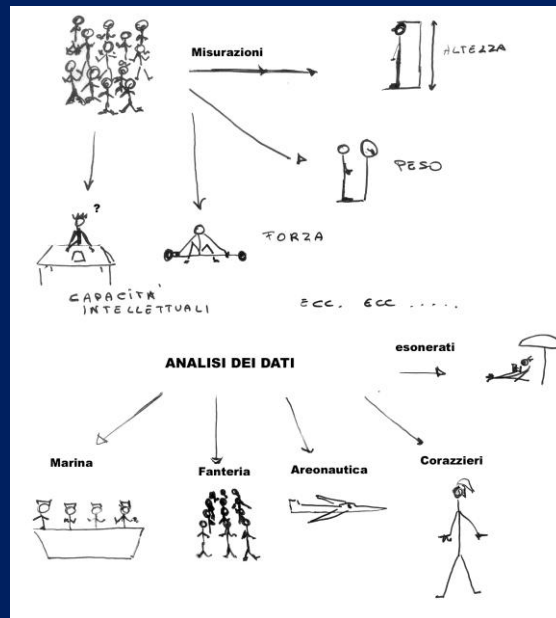 Misurazioni
ALTEZZA
PESO
?
FORZA
CAPACITA'
INTELLETTUALI
ECC. ECC .....
esonerati
ANALISI DEI DATI
Marina
Fanteria
Areonautica
Corazzieri